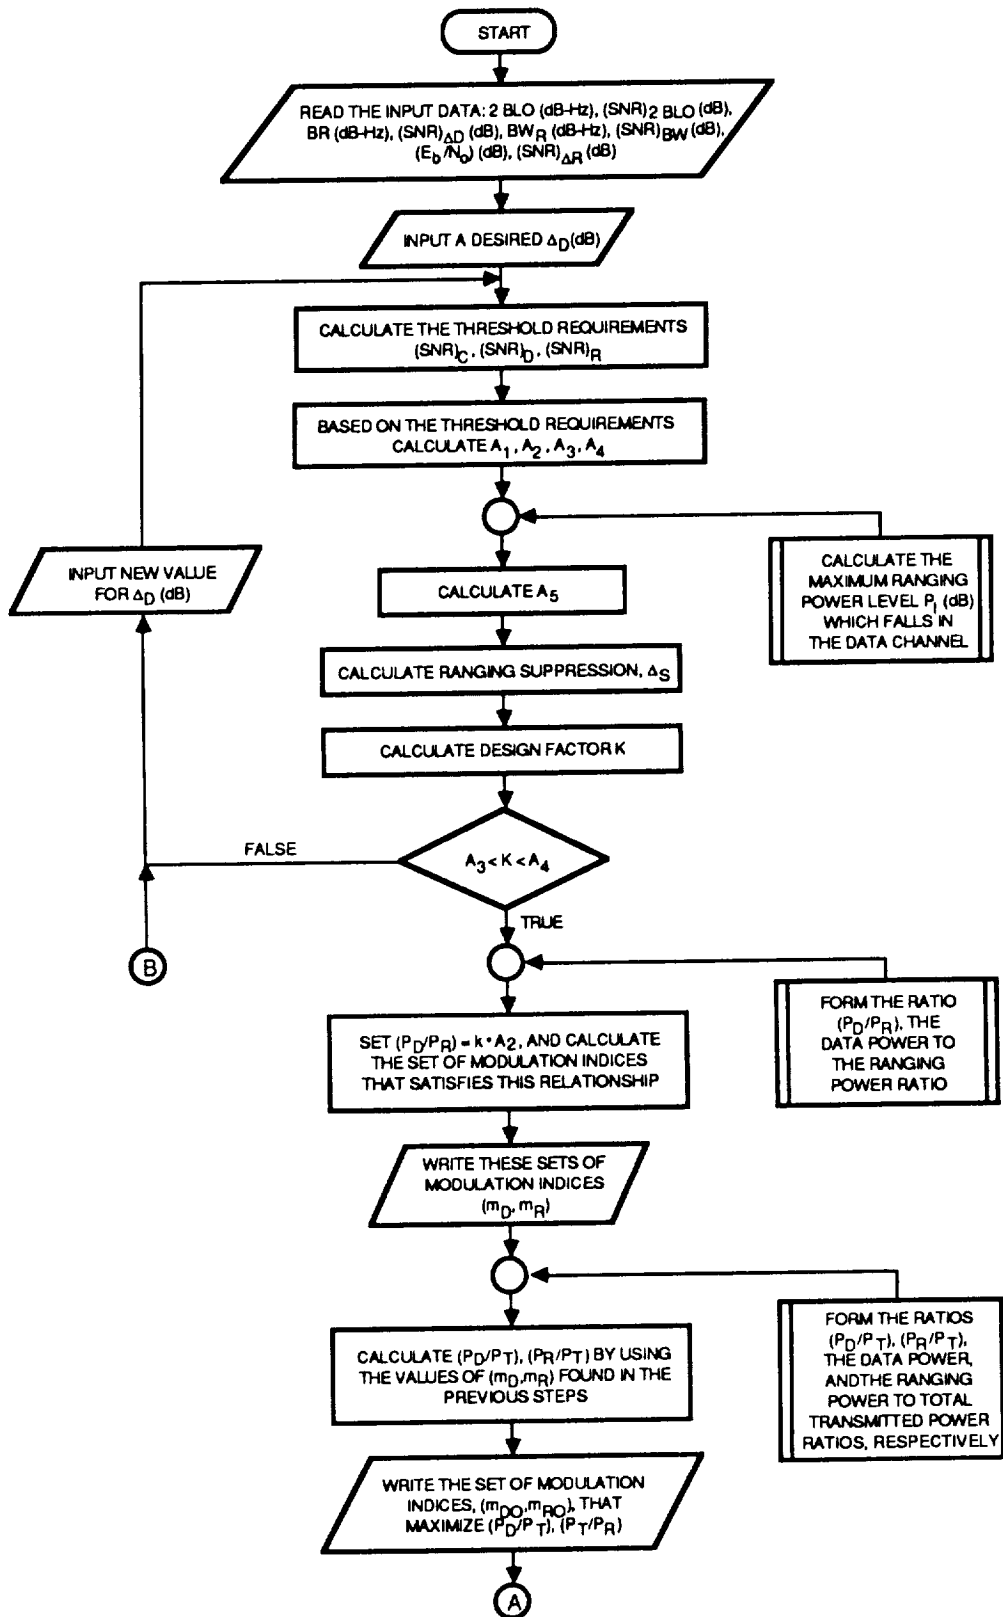 START
READ THE INPUT DATA: 2 BLO (dB-Hz), (SNR)2 BLO (dB),
BR (dB-Hz), (SNR)ΔD (dB), BWR (dB-Hz), (SNR)BW (dB),
(Eb/No) (dB), (SNR)ΔR (dB)
INPUT A DESIRED ΔD (dB)
CALCULATE THE THRESHOLD REQUIREMENTS
(SNR)C, (SNR)D, (SNR)R
BASED ON THE THRESHOLD REQUIREMENTS
CALCULATE A1, A2, A3, A4
INPUT NEW VALUE
FOR ΔD (dB)
CALCULATE THE
MAXIMUM RANGING
POWER LEVEL PI (dB)
WHICH FALLS IN
THE DATA CHANNEL
CALCULATE A5
CALCULATE RANGING SUPPRESSION, ΔS
CALCULATE DESIGN FACTOR K
FALSE
A3 < K < A4
TRUE
B
FORM THE RATIO
(PD/PR), THE
DATA POWER TO
THE RANGING
POWER RATIO
SET (PD/PR) = k • A2, AND CALCULATE
THE SET OF MODULATION INDICES
THAT SATISFIES THIS RELATIONSHIP
WRITE THESE SETS OF
MODULATION INDICES
(mD, mR)
FORM THE RATIOS
(PD/PT), (PR/PT),
THE DATA POWER,
ANDTHE RANGING
POWER TO TOTAL
TRANSMITTED POWER
RATIOS, RESPECTIVELY
CALCULATE (PD/PT), (PR/PT) BY USING
THE VALUES OF (mD,mR) FOUND IN THE
PREVIOUS STEPS
WRITE THE SET OF MODULATION
INDICES, (mDO,mRO), THAT
MAXIMIZE (PD/PT), (PT/PR)
A